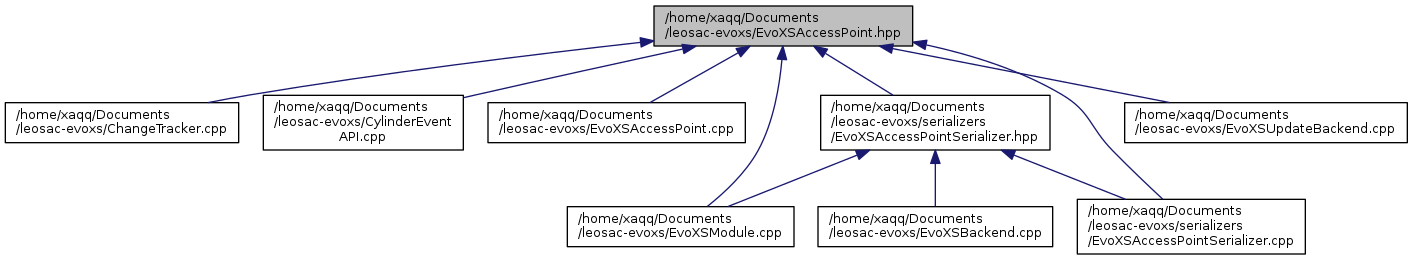 /home/xaqq/Documents
/leosac-evoxs/EvoXSAccessPoint.hpp
/home/xaqq/Documents
/leosac-evoxs/ChangeTracker.cpp
/home/xaqq/Documents
/leosac-evoxs/CylinderEvent
API.cpp
/home/xaqq/Documents
/leosac-evoxs/EvoXSAccessPoint.cpp
/home/xaqq/Documents
/leosac-evoxs/serializers
/EvoXSAccessPointSerializer.hpp
/home/xaqq/Documents
/leosac-evoxs/EvoXSUpdateBackend.cpp
/home/xaqq/Documents
/leosac-evoxs/EvoXSModule.cpp
/home/xaqq/Documents
/leosac-evoxs/EvoXSBackend.cpp
/home/xaqq/Documents
/leosac-evoxs/serializers
/EvoXSAccessPointSerializer.cpp